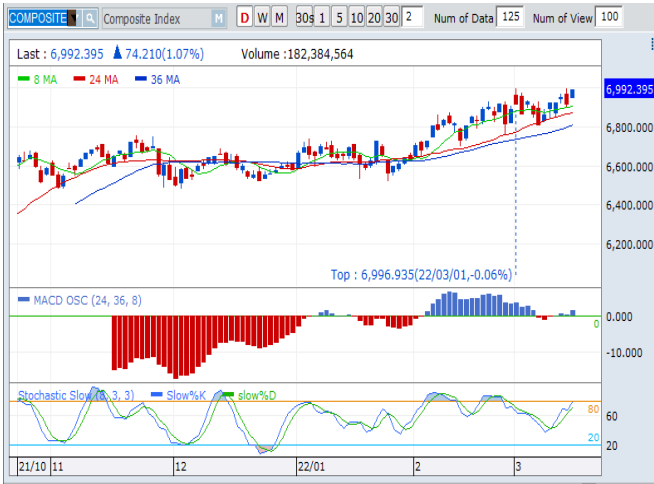 COMPOSITE Composite Index M D W M 30s 1 5 10 20 30 2 Num of Data 125 Num of View 100
Last : 6,992.395 ▲ 74.210(1.07%) Volume :182,384,564
8 MA 24 MA 36 MA
6,992.395
6,800.000
6,600.000
6,400.000
6,200.000
Top : 6,996.935(22/03/01,-0.06%)
MACD OSC (24, 36, 8)
0.000
0
-10.000
Stochastic Slow (8, 3, 3) Slow%K slow%D
80
60
20
20
21/10 11 12 22/01 2 3